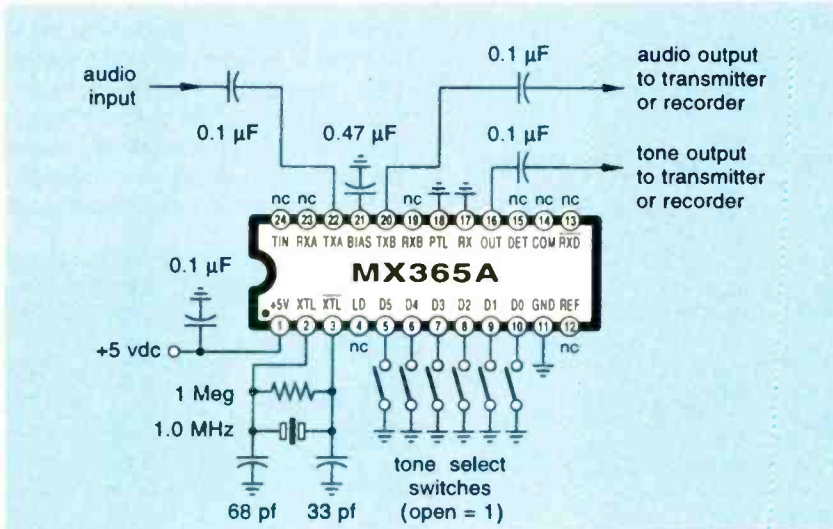 audio
input
0.1 µF
0.1 µF
audio output
to transmitter
or recorder
0.47 µF
0.1 µF
tone output
to transmitter
or recorder
nc nc nc nc nc nc
24 23 22 21 20 19 18 17 16 15 14 13
TIN RXA TXA BIAS TXB RXB PTL RX OUT DET COM RXD
MX365A
+5V XTL XTL LD D5 D4 D3 D2 D1 D0 GND REF
1 2 3 4 5 6 7 8 9 10 11 12
nc nc
0.1 µF
+5 vdc
1 Meg
1.0 MHz
68 pf 33 pf
tone select
switches
(open = 1)